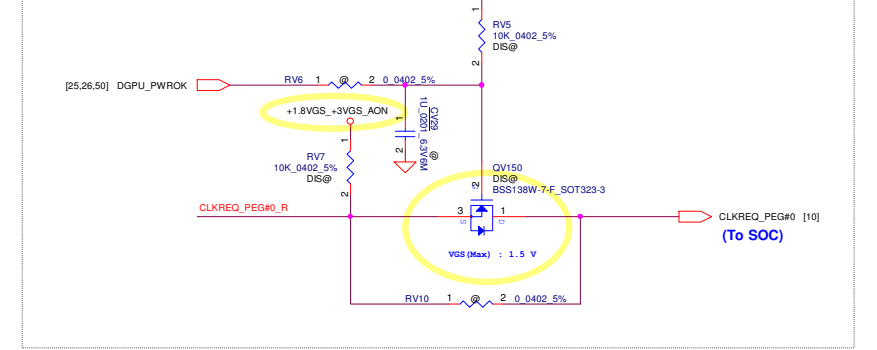 1
RV5
10K_0402_5%
DIS@
2
[25,26,50] DGPU_PWROK
RV6 1 @ 2 0_0402_5%
+1.8VGS_+3VGS_AON
1
CV29
1U_0201_6.3V6M
@
2
1
RV7
10K_0402_5%
DIS@
2
QV150
DIS@
BSS138W-7-F_SOT323-3
2
G
CLKREQ_PEG#0_R
3
S
1
D
CLKREQ_PEG#0 [10]
(To SOC)
VGS(Max) : 1.5 V
RV10 1 @ 2 0_0402_5%